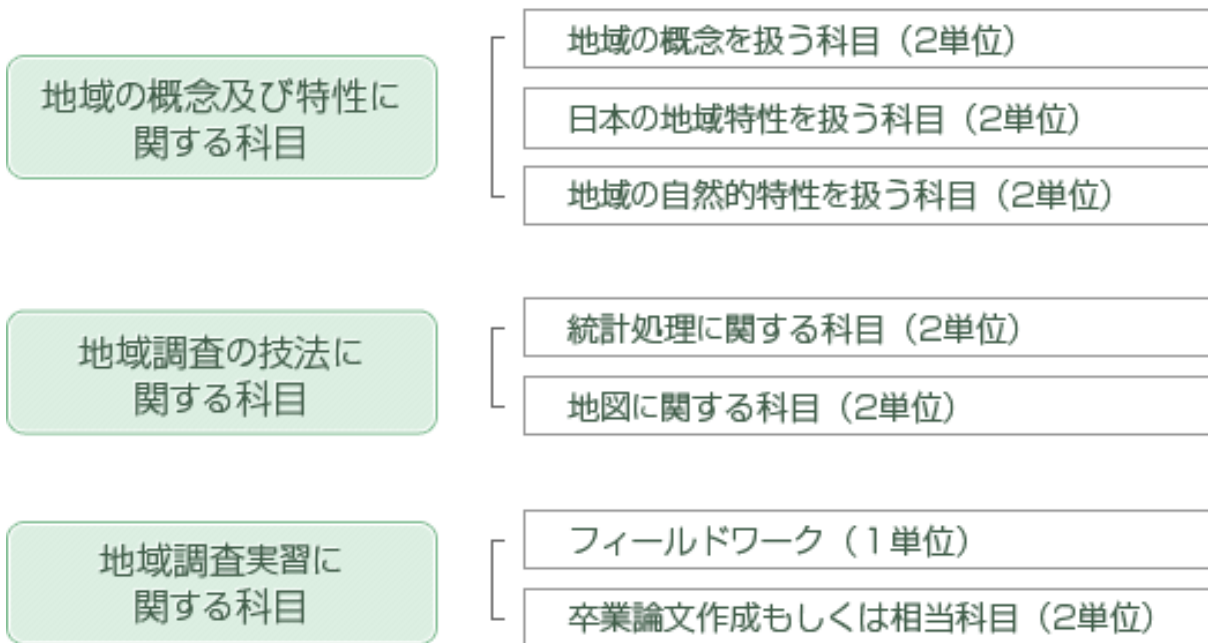 地域の概念及び特性に
関する科目
地域の概念を扱う科目（2単位）
日本の地域特性を扱う科目（2単位）
地域の自然的特性を扱う科目（2単位）
地域調査の技法に
関する科目
統計処理に関する科目（2単位）
地図に関する科目（2単位）
地域調査実習に
関する科目
フィールドワーク（１単位）
卒業論文作成もしくは相当科目（2単位）